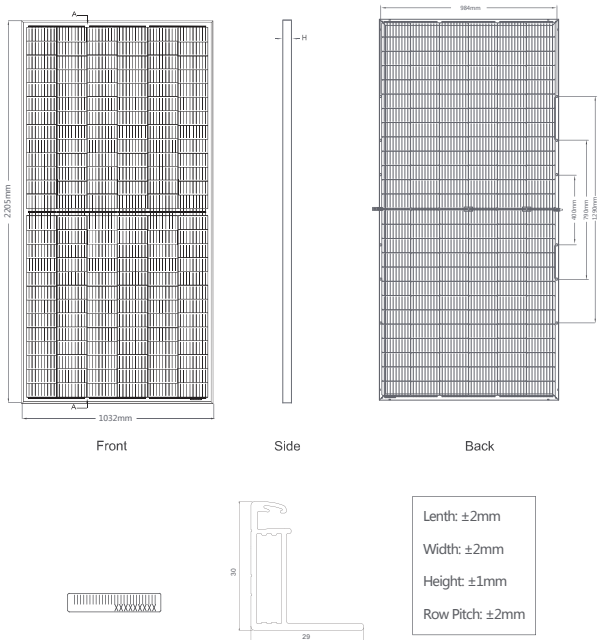 A
984mm
H
2205mm
400mm
790mm
1290mm
A
1032mm
Front
Side
Back
30
29
Lenth: ±2mm
Width: ±2mm
Height: ±1mm
Row Pitch: ±2mm